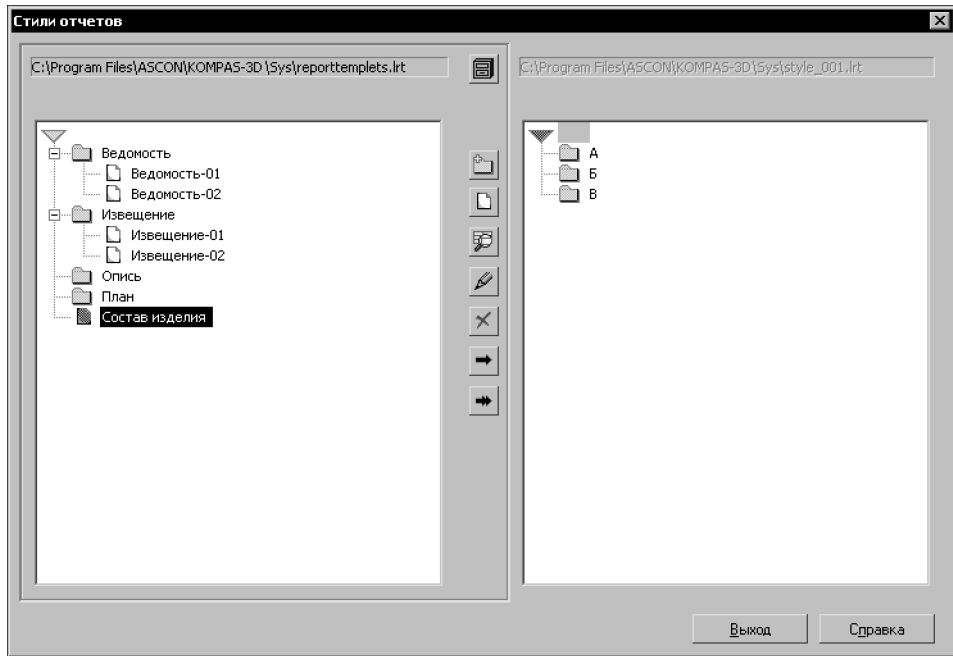 Стили отчетов
C:\Program Files\ASCON\KOMPAS-3D\Sys\reporttemplets.lrt
C:\Program Files\ASCON\KOMPAS-3D\Sys\style_001.lrt
Ведомость
Ведомость-01
Ведомость-02
Извещение
Извещение-01
Извещение-02
Опись
План
Состав изделия
А
Б
В
Выход
Справка